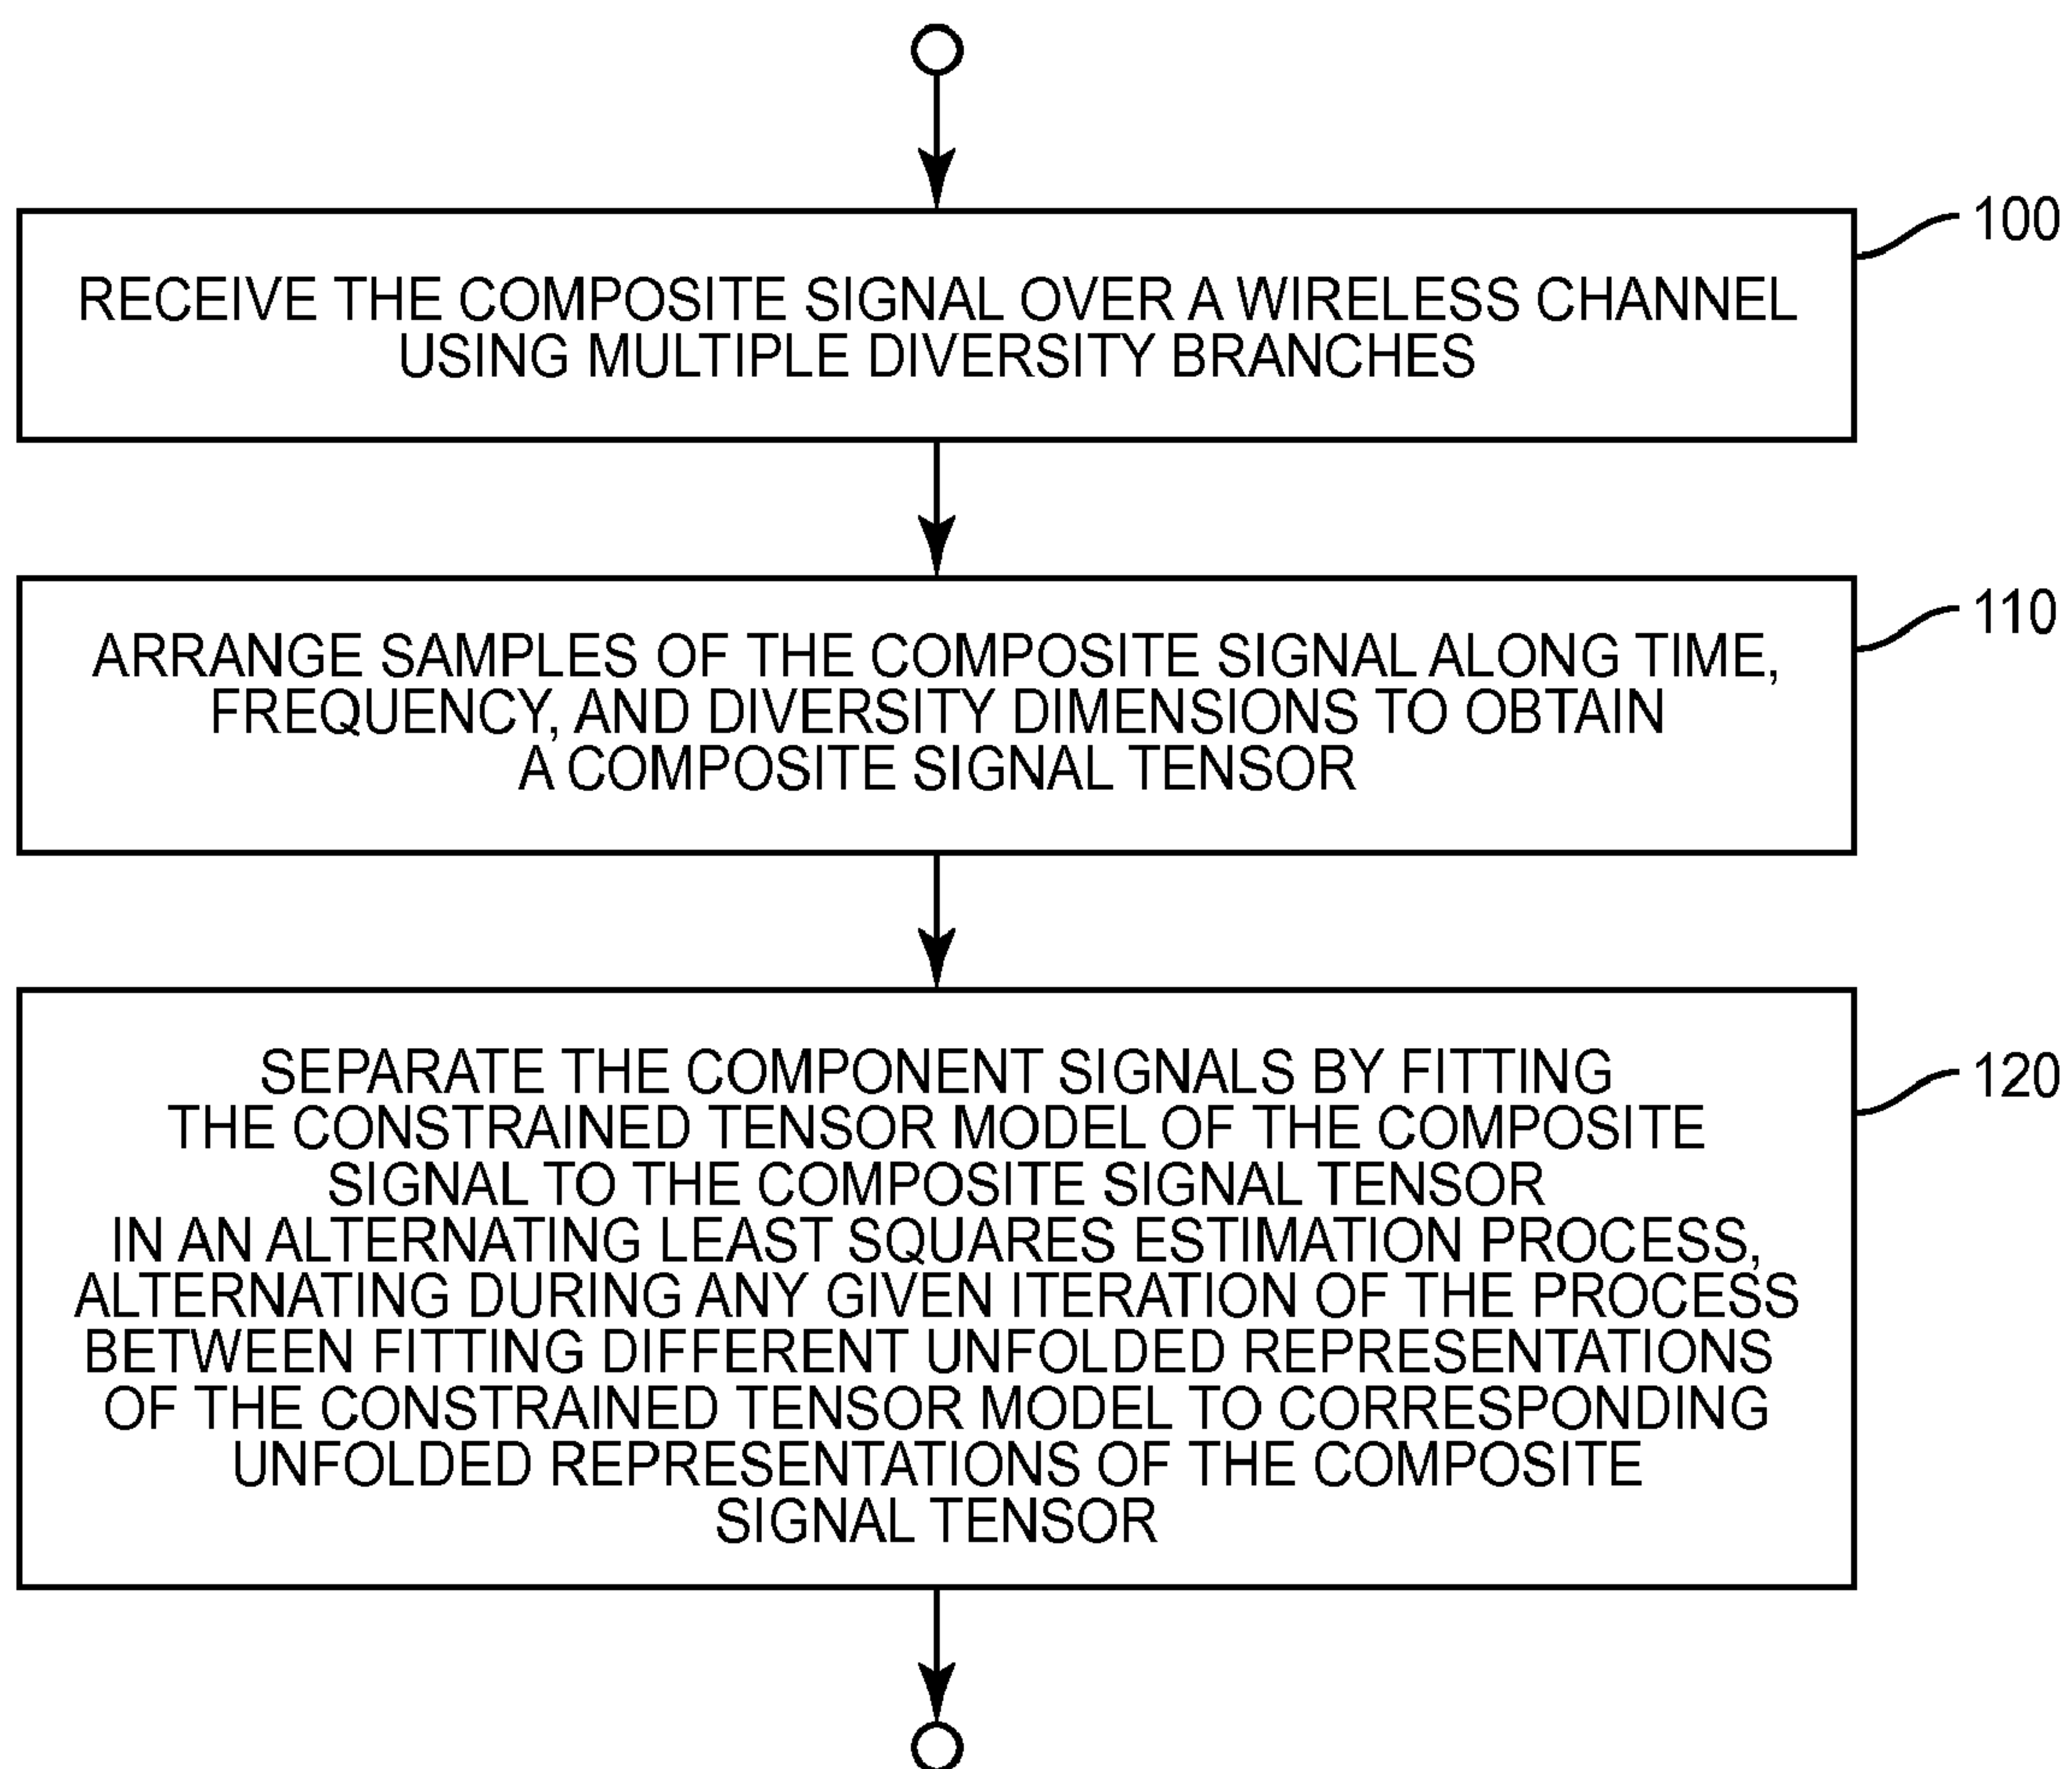 100
RECEIVE THE COMPOSITE SIGNAL OVER A WIRELESS CHANNEL
USING MULTIPLE DIVERSITY BRANCHES
110
ARRANGE SAMPLES OF THE COMPOSITE SIGNAL ALONG TIME,
FREQUENCY, AND DIVERSITY DIMENSIONS TO OBTAIN
A COMPOSITE SIGNAL TENSOR
120
SEPARATE THE COMPONENT SIGNALS BY FITTING
THE CONSTRAINED TENSOR MODEL OF THE COMPOSITE
SIGNAL TO THE COMPOSITE SIGNAL TENSOR
IN AN ALTERNATING LEAST SQUARES ESTIMATION PROCESS,
ALTERNATING DURING ANY GIVEN ITERATION OF THE PROCESS
BETWEEN FITTING DIFFERENT UNFOLDED REPRESENTATIONS
OF THE CONSTRAINED TENSOR MODEL TO CORRESPONDING
UNFOLDED REPRESENTATIONS OF THE COMPOSITE
SIGNAL TENSOR